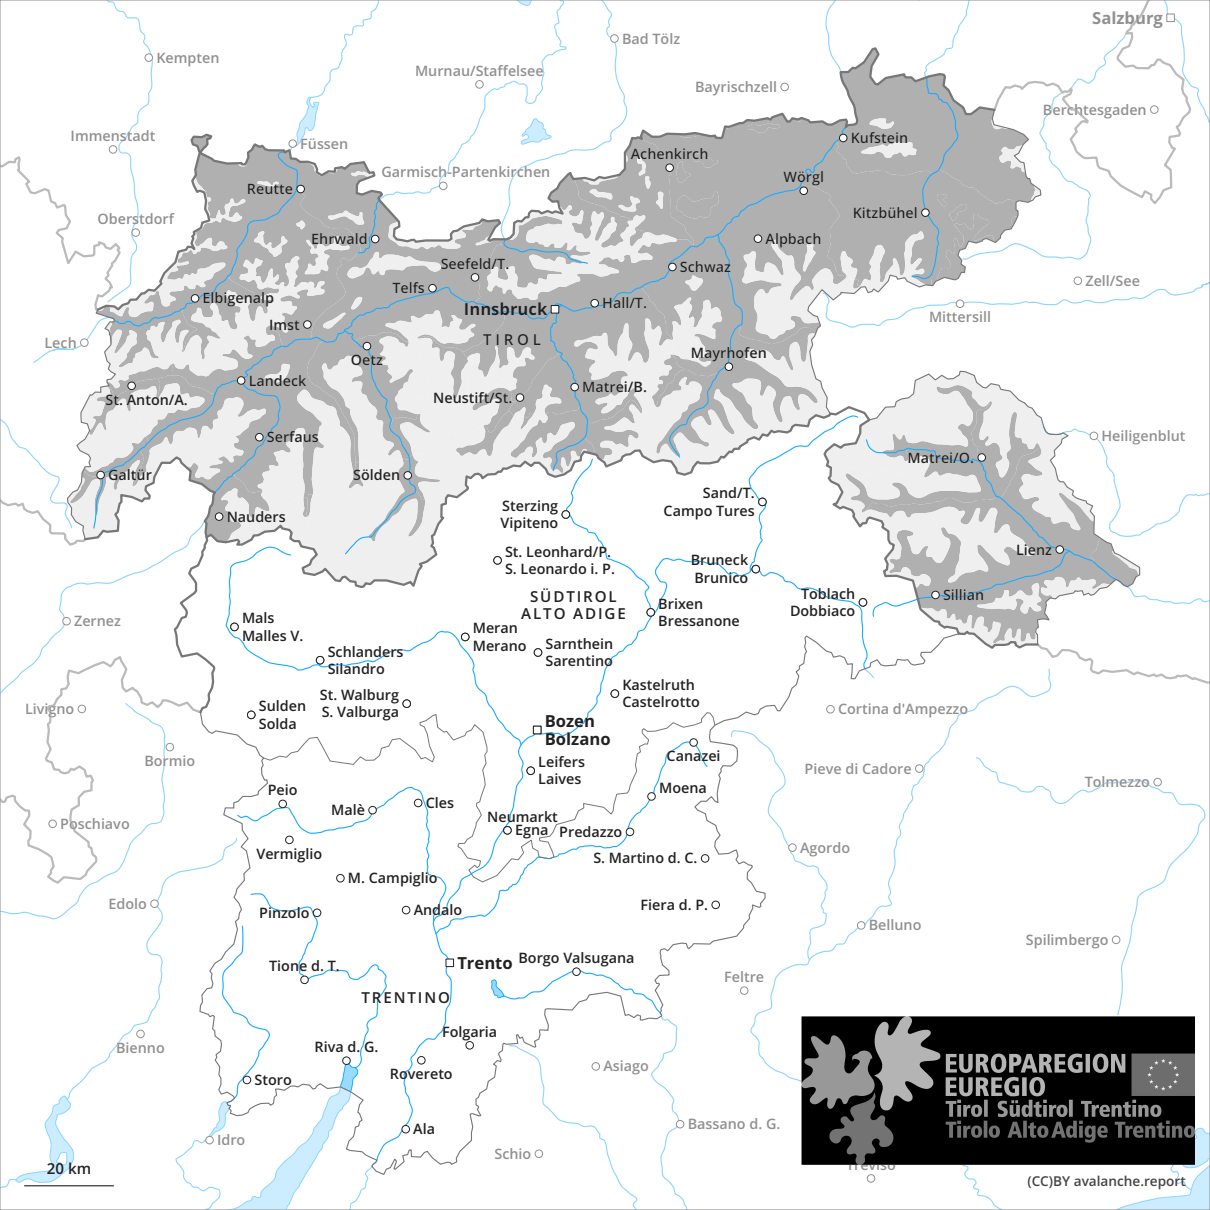 Salzburg
Bad Tölz
Kempten
Murnau/Staffelsee
Bayrischzell
Berchtesgaden
Immenstadt
Füssen
Kufstein
Achenkirch
Garmisch-Partenkirchen
Wörgl
Reutte
Oberstdorf
Kitzbühel
Ehrwald
Alpbach
Seefeld/T.
Schwaz
Zell/See
Telfs
Elbigenalp
Innsbruck
Hall/T.
Mittersill
Imst
TIROL
Lech
Oetz
Mayrhofen
Landeck
Matrei/B.
St. Anton/A.
Neustift/St.
Serfaus
Heiligenblut
Matrei/O.
Galtür
Sölden
Sand/T.
Campo Tures
Sterzing
Vipiteno
Nauders
St. Leonhard/P.
S. Leonardo i. P.
Lienz
Bruneck
Brunico
SÜDTIROL
ALTO ADIGE
Toblach
Dobbiaco
Sillian
Brixen
Bressanone
Zernez
Mals
Malles V.
Meran
Merano
Sarnthein
Sarentino
Schlanders
Silandro
Kastelruth
Castelrotto
St. Walburg
S. Valburga
Livigno
Sulden
Solda
Cortina d'Ampezzo
Bozen
Bolzano
Bormio
Canazei
Leifers
Laives
Pieve di Cadore
Tolmezzo
Peio
Moena
Malè
Cles
Neumarkt
Egna
Predazzo
Poschiavo
Vermiglio
S. Martino d. C.
Agordo
M. Campiglio
Edolo
Pinzolo
Andalo
Fiera d. P.
Belluno
Spilimbergo
Trento
Borgo Valsugana
Tione d. T.
Feltre
TRENTINO
Folgaria
Bienno
Riva d. G.
Rovereto
Asiago
Storo
EUROPAREGION
EUREGIO
Tirol Südtirol Trentino
Tirolo Alto Adige Trentino
Ala
Bassano d. G.
Idro
Schio
Treviso
20 km
(CC)BY avalanche.report